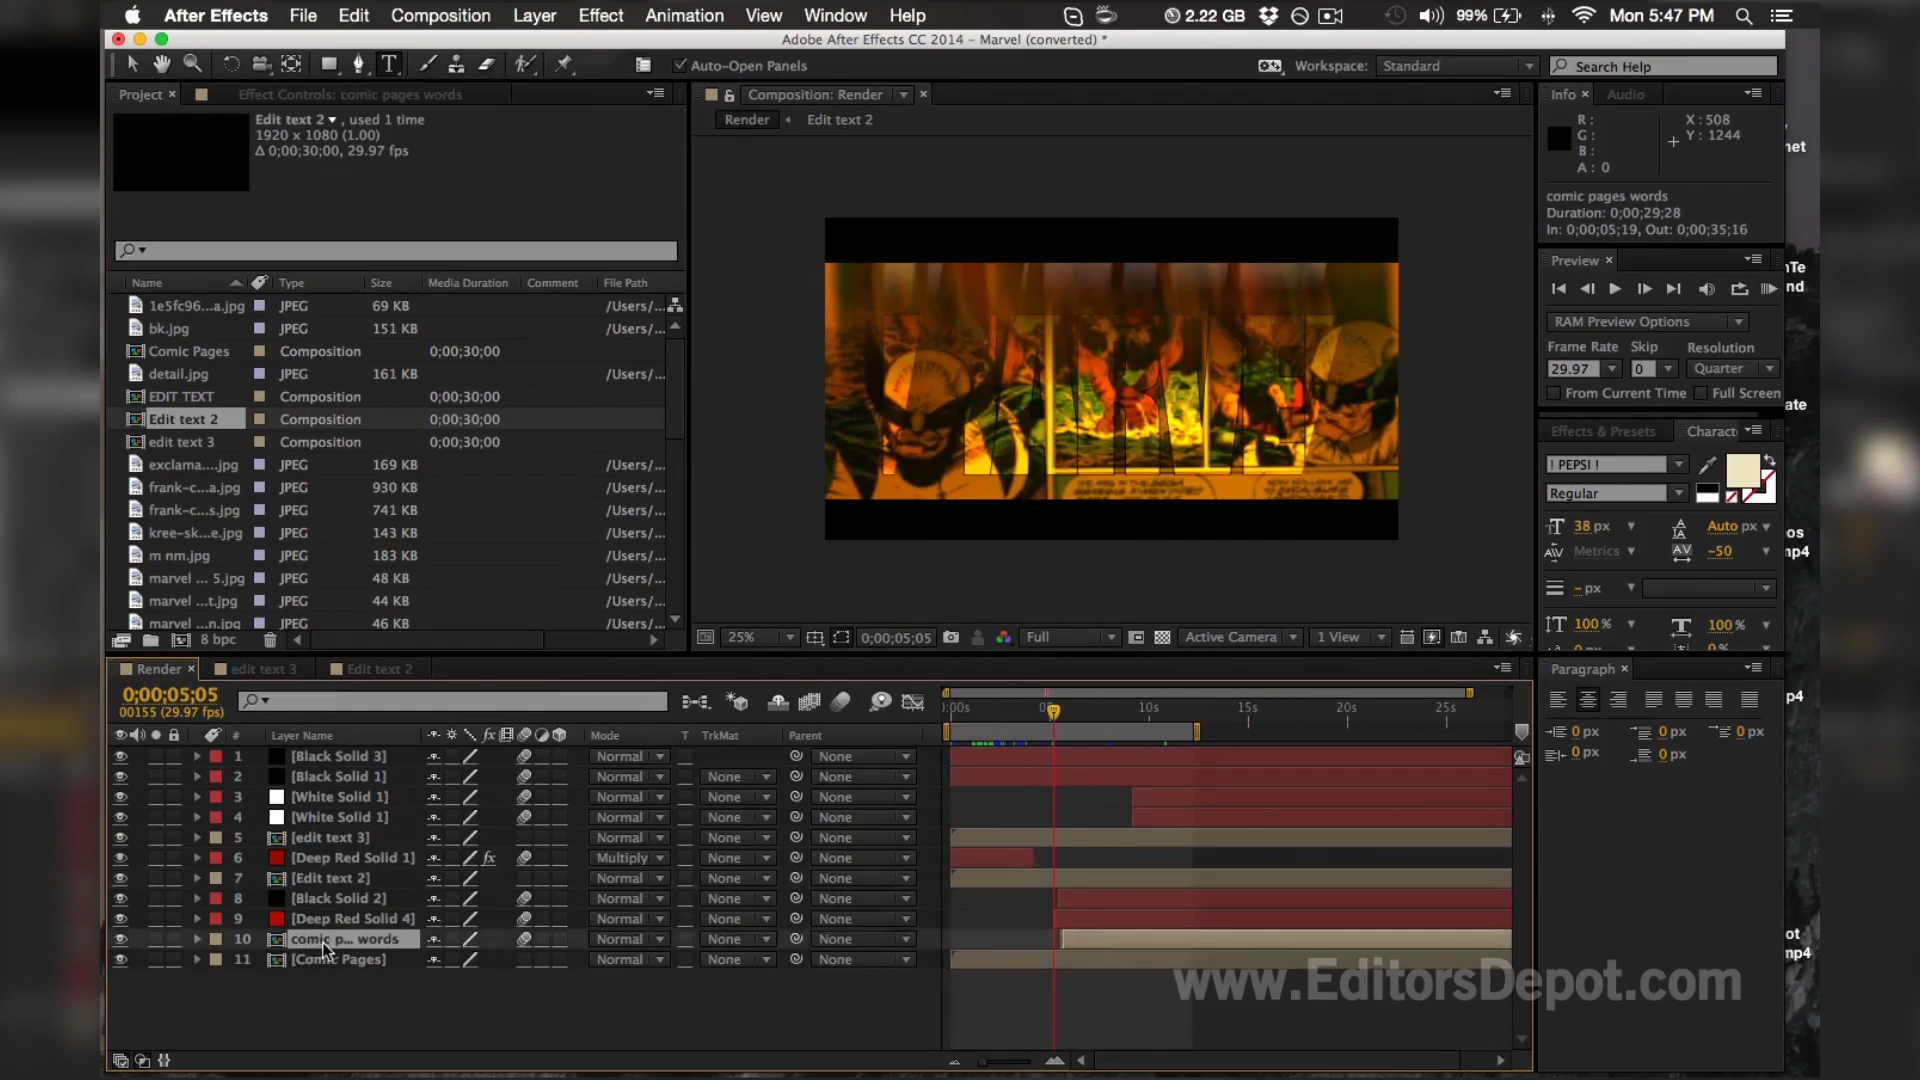 After Effects File Edit Composition Layer Effect Animation View Window Help 2.22 GB 99% Mon 5:47 PM
Adobe After Effects CC 2014 – Marvel (converted) *
T Auto-Open Panels Workspace: Standard Search Help
Project × Effect Controls: comic pages words Composition: Render × Info × Audio
Edit text 2 , used 1 time
1920 x 1080 (1.00)
Δ 0;00;30;00, 29.97 fps
Render Edit text 2
R :
G :
B :
A : 0
X : 508
Y : 1244
net
comic pages words
Duration: 0;00;29;28
In: 0;00;05;19, Out: 0;00;35;16
Preview ×
RAM Preview Options
Frame Rate Skip Resolution
29.97 0 Quarter
From Current Time Full Screen
Name Type Size Media Duration Comment File Path
1e5fc96...a.jpg JPEG 69 KB /Users/...
bk.jpg JPEG 151 KB /Users/...
Comic Pages Composition 0;00;30;00
detail.jpg JPEG 161 KB /Users/...
EDIT TEXT Composition 0;00;30;00
Edit text 2 Composition 0;00;30;00
edit text 3 Composition 0;00;30;00
exclama....jpg JPEG 169 KB /Users/...
frank-c...a.jpg JPEG 930 KB /Users/...
frank-c...s.jpg JPEG 741 KB /Users/...
kree-sk...e.jpg JPEG 143 KB /Users/...
m nm.jpg JPEG 183 KB /Users/...
marvel ... 5.jpg JPEG 48 KB /Users/...
marvel ...t.jpg JPEG 44 KB /Users/...
marvel ...n.jpg JPEG 46 KB /Users/...
8 bpc
Effects & Presets Charact
! PEPSI !
Regular
38 px Auto px
Metrics -50
- px
100 % 100 %
0 px 0 %
25% 0;00;05;05 Full Active Camera 1 View
Render × edit text 3 Edit text 2
Paragraph ×
0 px 0 px 0 px
0 px 0 px
0;00;05;05
00155 (29.97 fps)
:00s 10s 15s 20s 25s
# Layer Name Mode T TrkMat Parent
1 [Black Solid 3] Normal None
2 [Black Solid 1] Normal None None
3 [White Solid 1] Normal None None
4 [White Solid 1] Normal None None
5 [edit text 3] Normal None None
6 [Deep Red Solid 1] Multiply None None
7 [Edit text 2] Normal None None
8 [Black Solid 2] Normal None None
9 [Deep Red Solid 4] Normal None None
10 comic p... words Normal None None
11 [Comic Pages] Normal None None
www.EditorsDepot.com